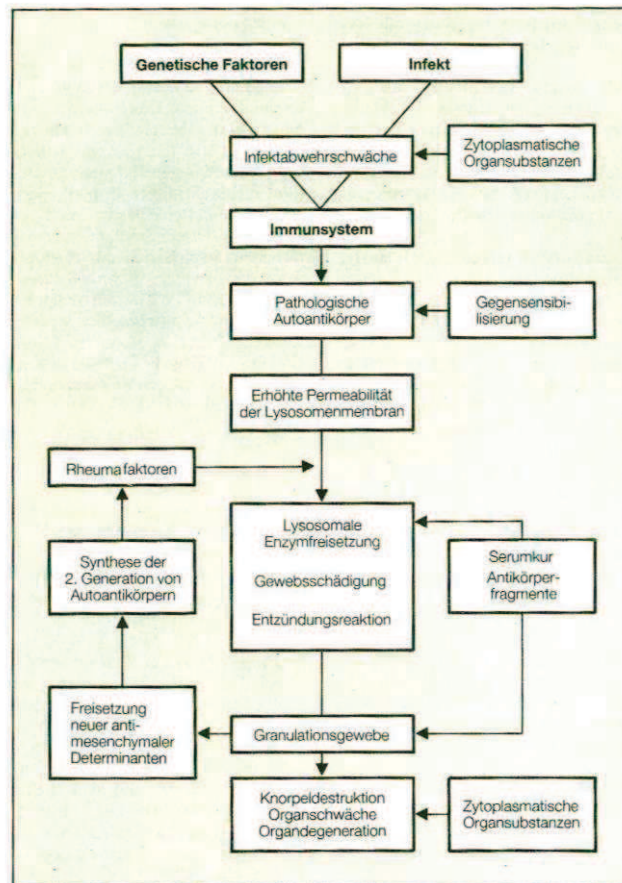 Genetische Faktoren
Infekt
Infektabwehrschwäche
Zytoplasmatische
Organsubstanzen
Immunsystem
Pathologische
Autoantikörper
Gegensensibi-
lisierung
Erhöhte Permeabilität
der Lysosomenmembran
Rheumafaktoren
Lysosomale
Enzymfreisetzung
Gewebsschädigung
Entzündungsreaktion
Synthese der
2. Generation von
Autoantikörpern
Serumkur
Antikörper-
fragmente
Freisetzung
neuer anti-
mesenchymaler
Determinanten
Granulationsgewebe
Knorpeldestruktion
Organschwäche
Organdegeneration
Zytoplasmatische
Organsubstanzen